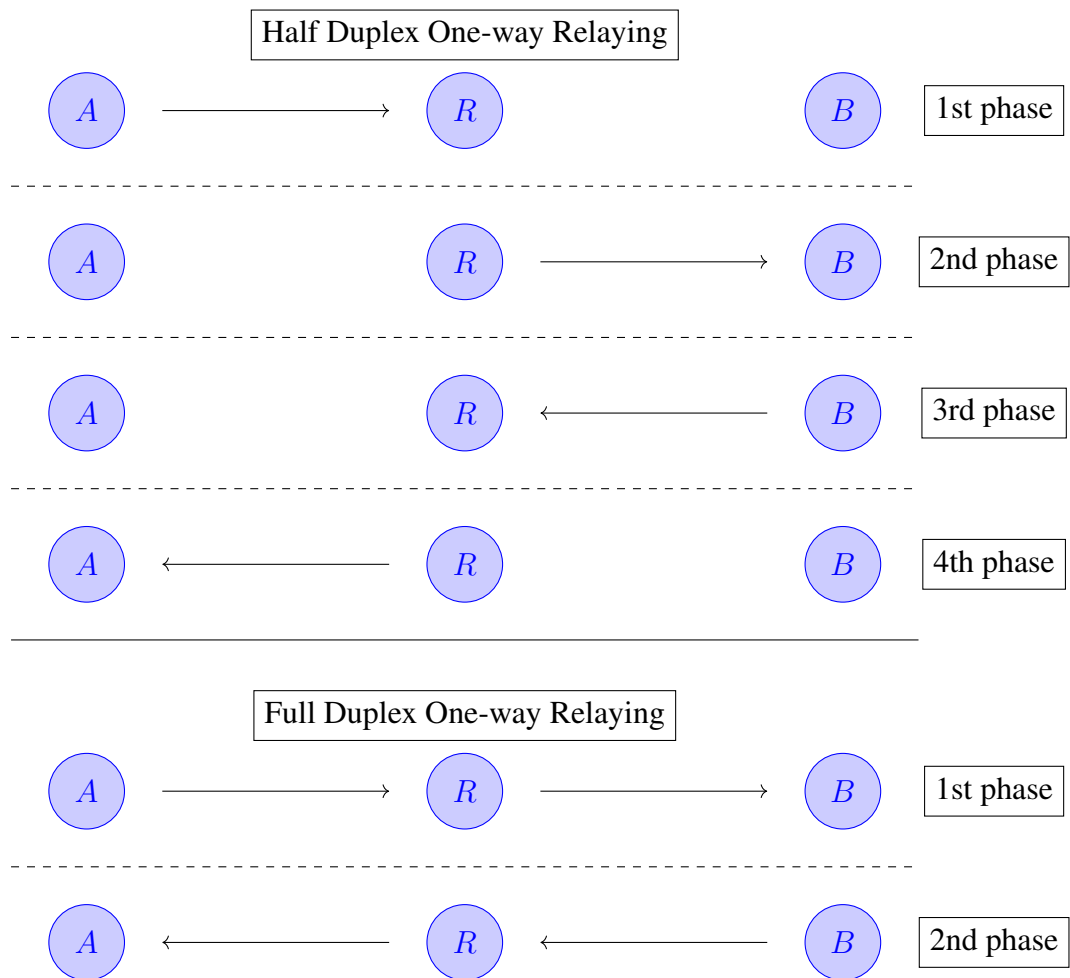 Half Duplex One-way Relaying
A R B 1st phase
A R B 2nd phase
A R B 3rd phase
A R B 4th phase
Full Duplex One-way Relaying
A R B 1st phase
A R B 2nd phase